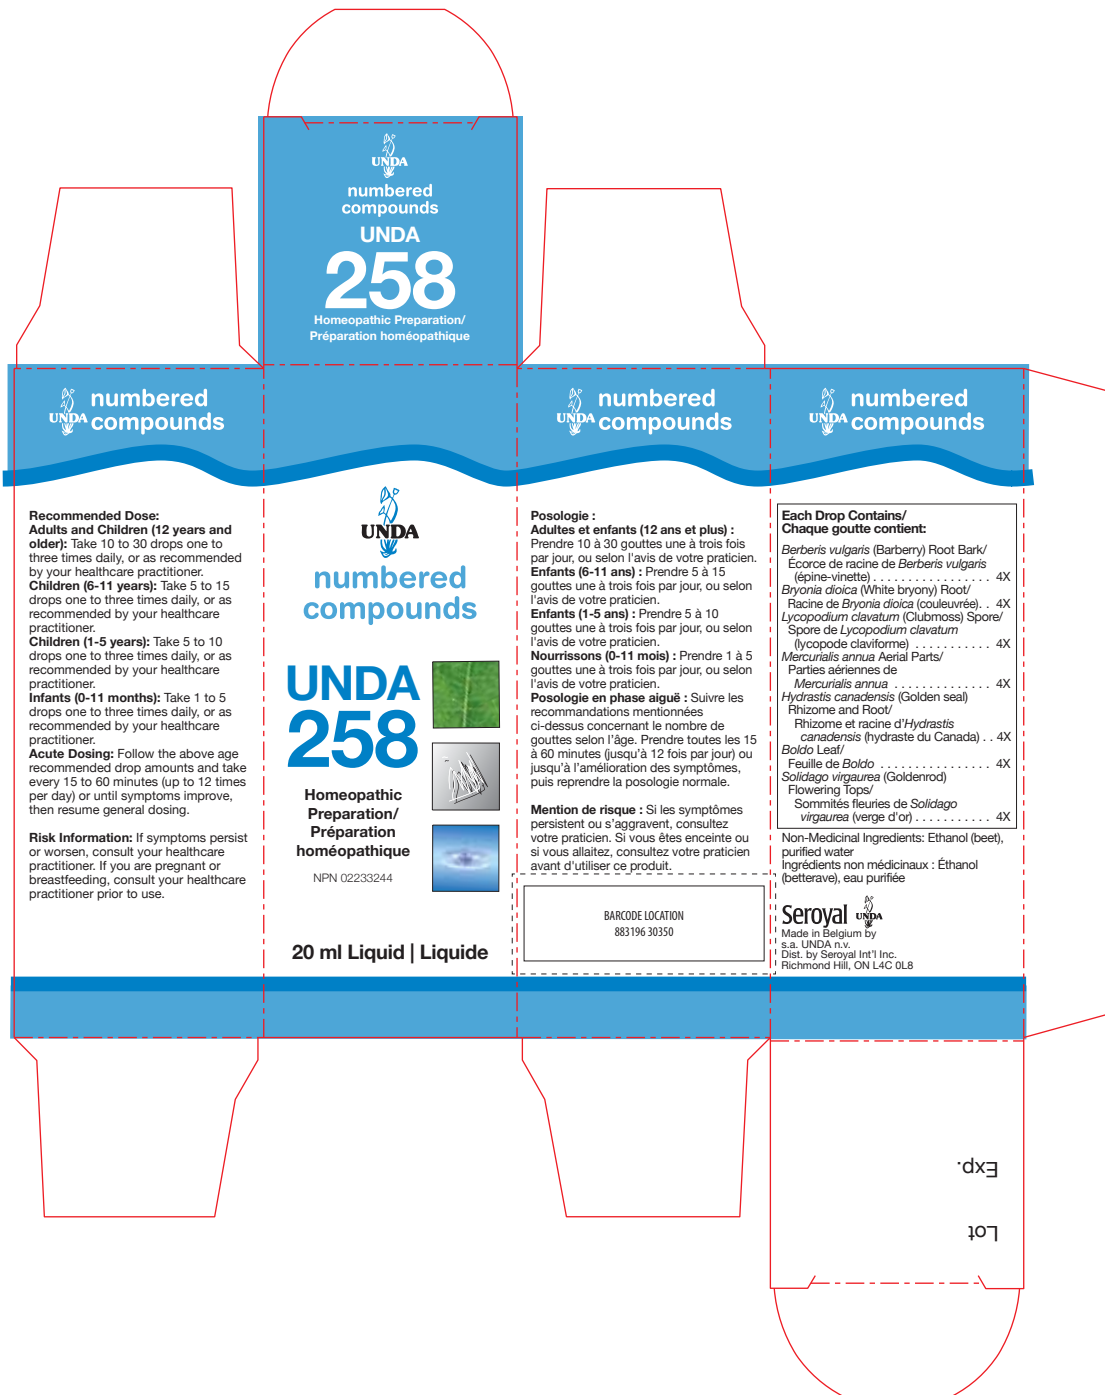 UNDA
numbered
compounds
UNDA
258
Homeopathic Preparation/
Préparation homéopathique
UNDA
numbered
compounds
Recommended Dose:
Adults and Children (12 years and
older): Take 10 to 30 drops one to
three times daily, or as recommended
by your healthcare practitioner.
Children (6-11 years): Take 5 to 15
drops one to three times daily, or as
recommended by your healthcare
practitioner.
Children (1-5 years): Take 5 to 10
drops one to three times daily, or as
recommended by your healthcare
practitioner.
Infants (0-11 months): Take 1 to 5
drops one to three times daily, or as
recommended by your healthcare
practitioner.
Acute Dosing: Follow the above age
recommended drop amounts and take
every 15 to 60 minutes (up to 12 times
per day) or until symptoms improve,
then resume general dosing.
Risk Information: If symptoms persist
or worsen, consult your healthcare
practitioner. If you are pregnant or
breastfeeding, consult your healthcare
practitioner prior to use.
UNDA
numbered
compounds
UNDA
258
Homeopathic
Preparation/
Préparation
homéopathique
NPN 02233244
20 ml Liquid | Liquide
UNDA
numbered
compounds
Posologie :
Adultes et enfants (12 ans et plus) :
Prendre 10 à 30 gouttes une à trois fois
par jour, ou selon l'avis de votre praticien.
Enfants (6-11 ans) : Prendre 5 à 15
gouttes une à trois fois par jour, ou selon
l'avis de votre praticien.
Enfants (1-5 ans) : Prendre 5 à 10
gouttes une à trois fois par jour, ou selon
l'avis de votre praticien.
Nourrissons (0-11 mois) : Prendre 1 à 5
gouttes une à trois fois par jour, ou selon
l'avis de votre praticien.
Posologie en phase aiguë : Suivre les
recommandations mentionnées
ci-dessus concernant le nombre de
gouttes selon l'âge. Prendre toutes les 15
à 60 minutes (jusqu'à 12 fois par jour) ou
jusqu'à l'amélioration des symptômes,
puis reprendre la posologie normale.
Mention de risque : Si les symptômes
persistent ou s'aggravent, consultez
votre praticien. Si vous êtes enceinte ou
si vous allaitez, consultez votre praticien
avant d'utiliser ce produit.
BARCODE LOCATION
883196 30350
UNDA
numbered
compounds
Each Drop Contains/
Chaque goutte contient:
Berberis vulgaris (Barberry) Root Bark/
Écorce de racine de Berberis vulgaris
(épine-vinette) . . . . . . . . . . . . . . . . . 4X
Bryonia dioica (White bryony) Root/
Racine de Bryonia dioica (couleuvrée). . 4X
Lycopodium clavatum (Clubmoss) Spore/
Spore de Lycopodium clavatum
(lycopode claviforme) . . . . . . . . . . . 4X
Mercurialis annua Aerial Parts/
Parties aériennes de
Mercurialis annua . . . . . . . . . . . . . . 4X
Hydrastis canadensis (Golden seal)
Rhizome and Root/
Rhizome et racine d'Hydrastis
canadensis (hydraste du Canada) . . 4X
Boldo Leaf/
Feuille de Boldo . . . . . . . . . . . . . . . . 4X
Solidago virgaurea (Goldenrod)
Flowering Tops/
Sommités fleuries de Solidago
virgaurea (verge d'or) . . . . . . . . . . . 4X
Non-Medicinal Ingredients: Ethanol (beet),
purified water
Ingrédients non médicinaux : Éthanol
(betterave), eau purifiée
Seroyal UNDA
Made in Belgium by
s.a. UNDA n.v.
Dist. by Seroyal Int'l Inc.
Richmond Hill, ON L4C 0L8
Lot
Exp.